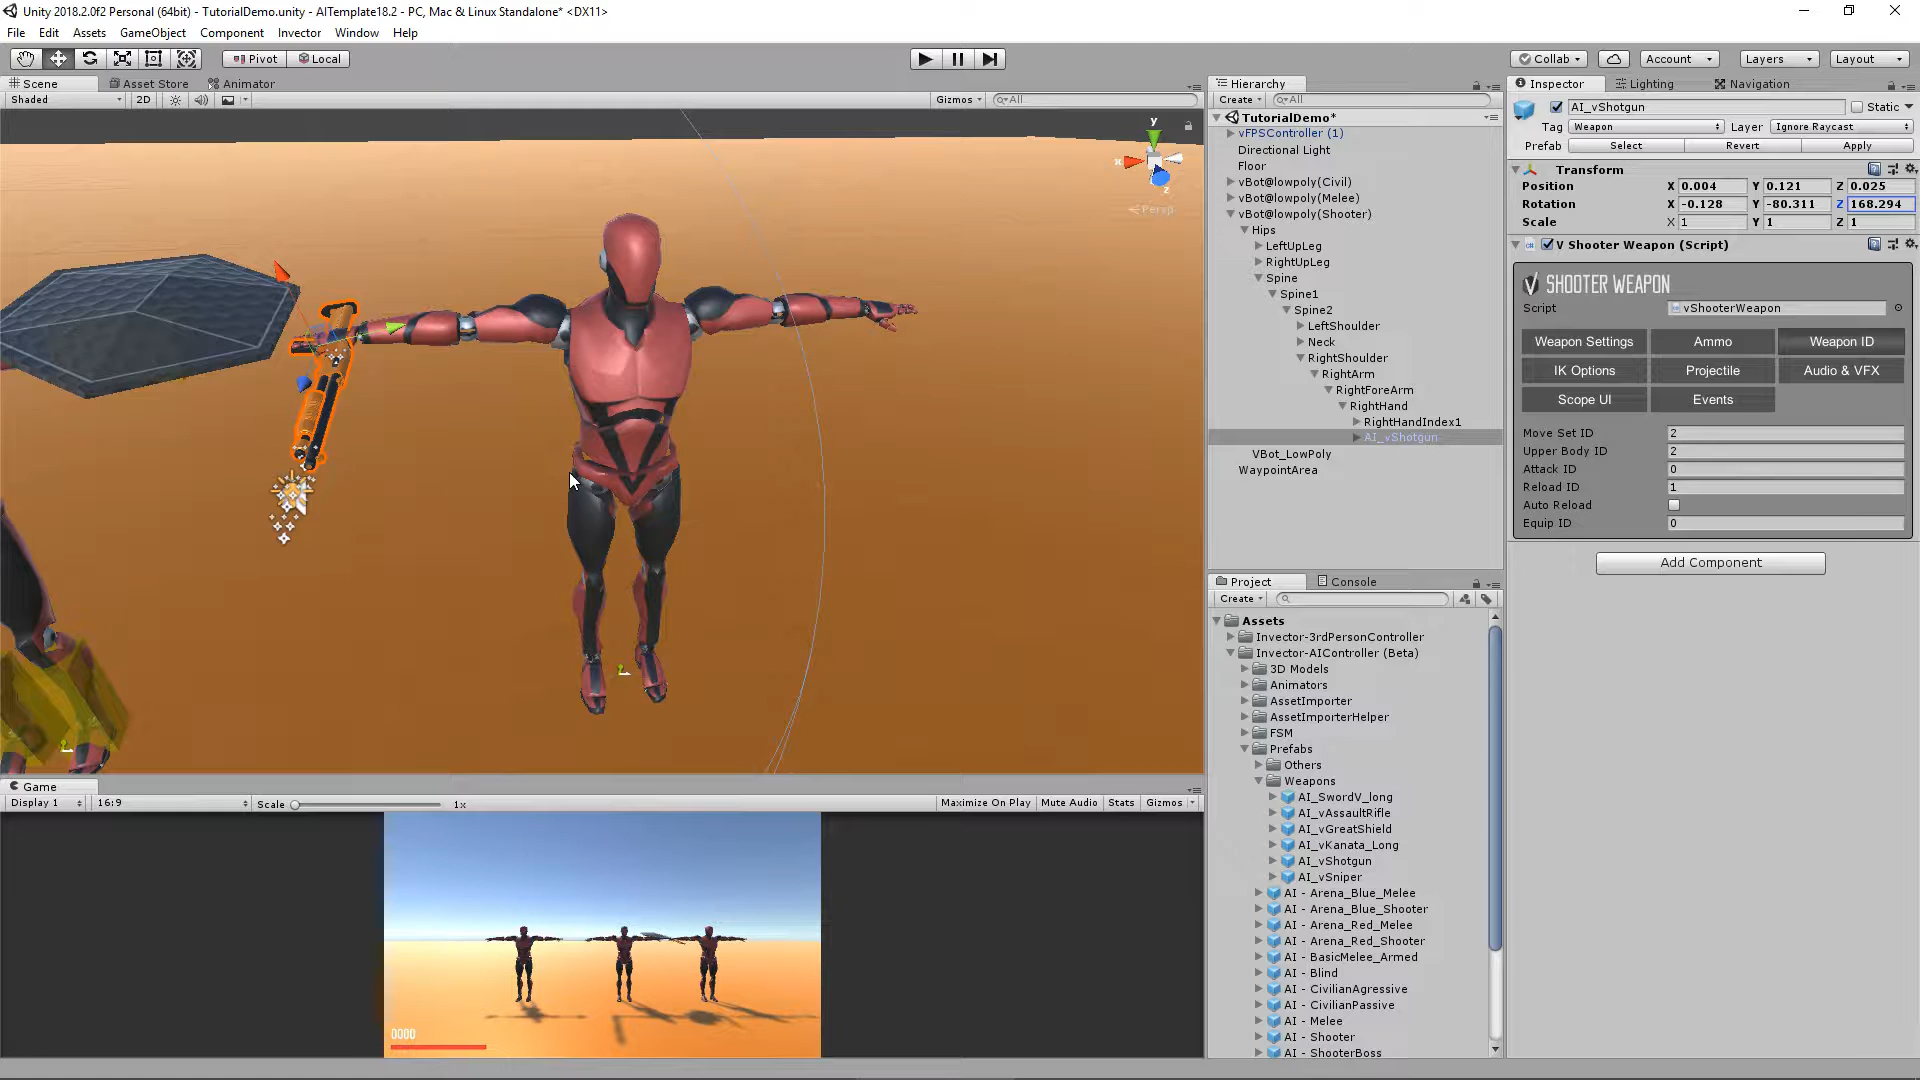 Unity 2018.2.0f2 Personal (64bit) - TutorialDemo.unity - AITemplate18.2 - PC, Mac & Linux Standalone* <DX11>
File Edit Assets GameObject Component Invector Window Help
Pivot Local Collab Account Layers Layout
Scene Asset Store Animator
Shaded 2D Gizmos All
y
x
z
Persp
Game
Display 1 16:9 Scale 1x Maximize On Play Mute Audio Stats Gizmos
0000
Hierarchy
Create All
TutorialDemo*
vFPSController (1)
Directional Light
Floor
vBot@lowpoly(Civil)
vBot@lowpoly(Melee)
vBot@lowpoly(Shooter)
Hips
LeftUpLeg
RightUpLeg
Spine
Spine1
Spine2
LeftShoulder
Neck
RightShoulder
RightArm
RightForeArm
RightHand
RightHandIndex1
AI_vShotgun
VBot_LowPoly
WaypointArea
Project Console
Create
Assets
Invector-3rdPersonController
Invector-AIController (Beta)
3D Models
Animators
AssetImporter
AssetImporterHelper
FSM
Prefabs
Others
Weapons
AI_SwordV_long
AI_vAssaultRifle
AI_vGreatShield
AI_vKanata_Long
AI_vShotgun
AI_vSniper
AI - Arena_Blue_Melee
AI - Arena_Blue_Shooter
AI - Arena_Red_Melee
AI - Arena_Red_Shooter
AI - BasicMelee_Armed
AI - Blind
AI - CivilianAgressive
AI - CivilianPassive
AI - Melee
AI - Shooter
AI - ShooterBoss
Inspector Lighting Navigation
AI_vShotgun Static
Tag Weapon Layer Ignore Raycast
Prefab Select Revert Apply
Transform
Position X 0.004 Y 0.121 Z 0.025
Rotation X -0.128 Y -80.311 Z 168.294
Scale X 1 Y 1 Z 1
V Shooter Weapon (Script)
SHOOTER WEAPON
Script vShooterWeapon
Weapon Settings Ammo Weapon ID
IK Options Projectile Audio & VFX
Scope UI Events
Move Set ID 2
Upper Body ID 2
Attack ID 0
Reload ID 1
Auto Reload
Equip ID 0
Add Component